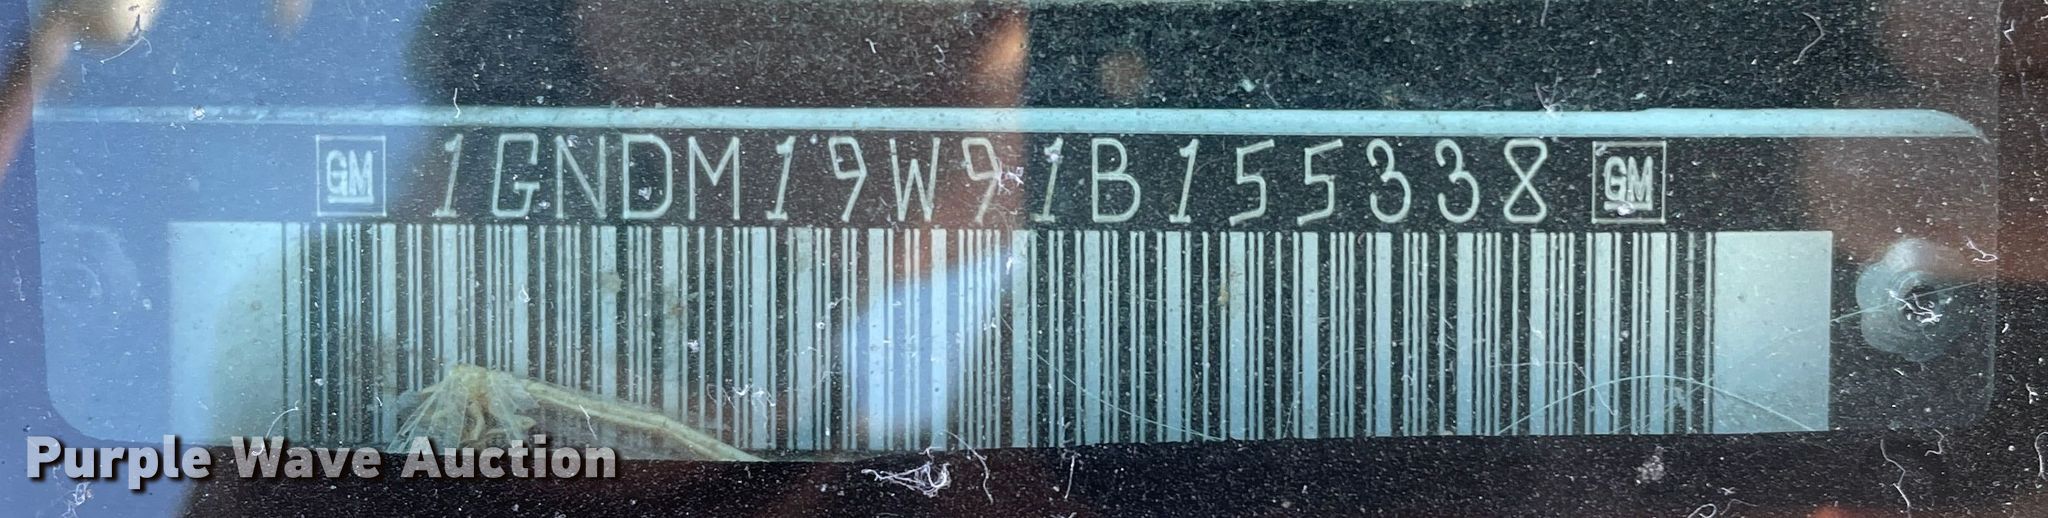 GM 1GNDM19W91B155338 GM
Purple Wave Auction